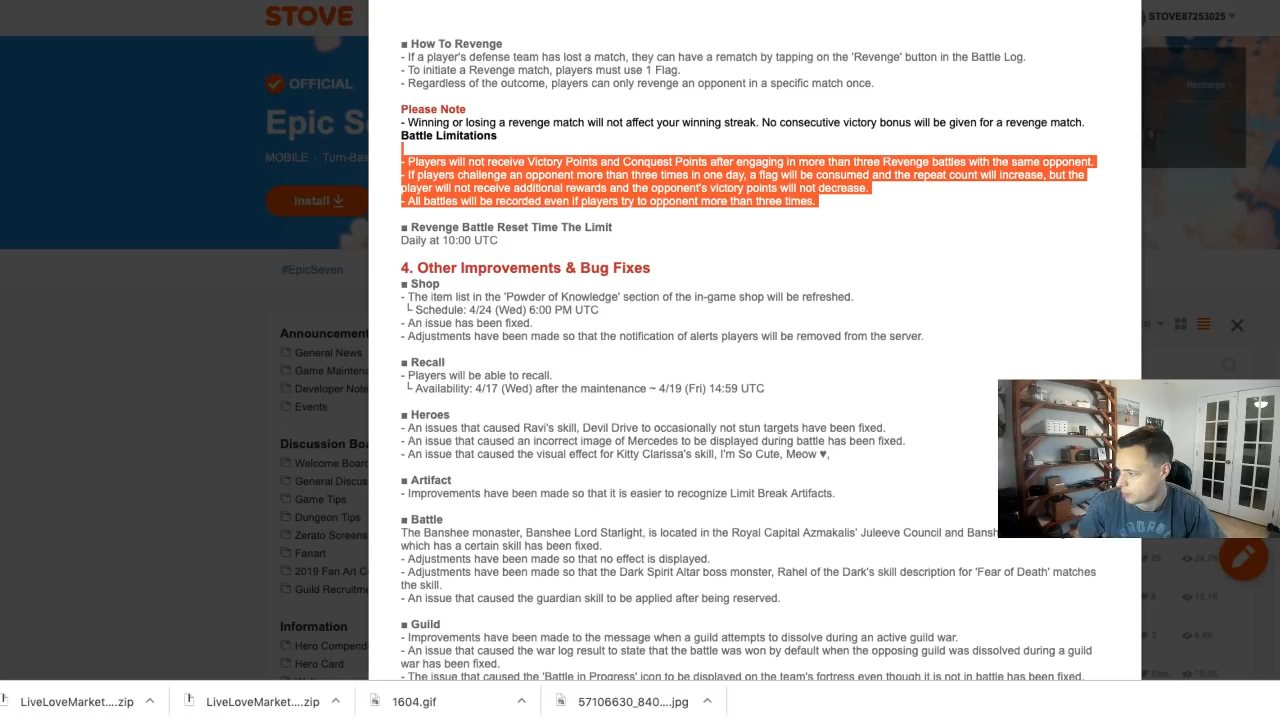 STOVE
STOVE87253025
OFFICIAL
Recharge
Epic S
MOBILE | Turn-Bas
Install
#EpicSeven
■ How To Revenge
- If a player's defense team has lost a match, they can have a rematch by tapping on the 'Revenge' button in the Battle Log.
- To initiate a Revenge match, players must use 1 Flag.
- Regardless of the outcome, players can only revenge an opponent in a specific match once.
Please Note
- Winning or losing a revenge match will not affect your winning streak. No consecutive victory bonus will be given for a revenge match.
Battle Limitations
- Players will not receive Victory Points and Conquest Points after engaging in more than three Revenge battles with the same opponent.
- If players challenge an opponent more than three times in one day, a flag will be consumed and the repeat count will increase, but the
player will not receive additional rewards and the opponent's victory points will not decrease.
- All battles will be recorded even if players try to opponent more than three times.
■ Revenge Battle Reset Time The Limit
Daily at 10:00 UTC
4. Other Improvements & Bug Fixes
■ Shop
- The item list in the 'Powder of Knowledge' section of the in-game shop will be refreshed.
└ Schedule: 4/24 (Wed) 6:00 PM UTC
- An issue has been fixed.
- Adjustments have been made so that the notification of alerts players will be removed from the server.
■ Recall
- Players will be able to recall.
└ Availability: 4/17 (Wed) after the maintenance ~ 4/19 (Fri) 14:59 UTC
■ Heroes
- An issues that caused Ravi's skill, Devil Drive to occasionally not stun targets have been fixed.
- An issue that caused an incorrect image of Mercedes to be displayed during battle has been fixed.
- An issue that caused the visual effect for Kitty Clarissa's skill, I'm So Cute, Meow ♥,
■ Artifact
- Improvements have been made so that it is easier to recognize Limit Break Artifacts.
■ Battle
The Banshee monaster, Banshee Lord Starlight, is located in the Royal Capital Azmakalis' Juleeve Council and Bansh
which has a certain skill has been fixed.
- Adjustments have been made so that no effect is displayed.
- Adjustments have been made so that the Dark Spirit Altar boss monster, Rahel of the Dark's skill description for 'Fear of Death' matches
the skill.
- An issue that caused the guardian skill to be applied after being reserved.
■ Guild
- Improvements have been made to the message when a guild attempts to dissolve during an active guild war.
- An issue that caused the war log result to state that the battle was won by default when the opposing guild was dissolved during a guild
war has been fixed.
- The issue that caused the 'Battle in Progress' icon to be displayed on the team's fortress even though it is not in battle has been fixed.
Announcement
General News
Game Maintena
Developer Note
Events
Discussion Boa
Welcome Board
General Discus
Game Tips
Dungeon Tips
Zerato Screens
Fanart
2019 Fan Art C
Guild Recruitme
Information
Hero Compend
Hero Card
13.1K
LiveLoveMarket....zip
LiveLoveMarket....zip
1604.gif
57106630_840....jpg